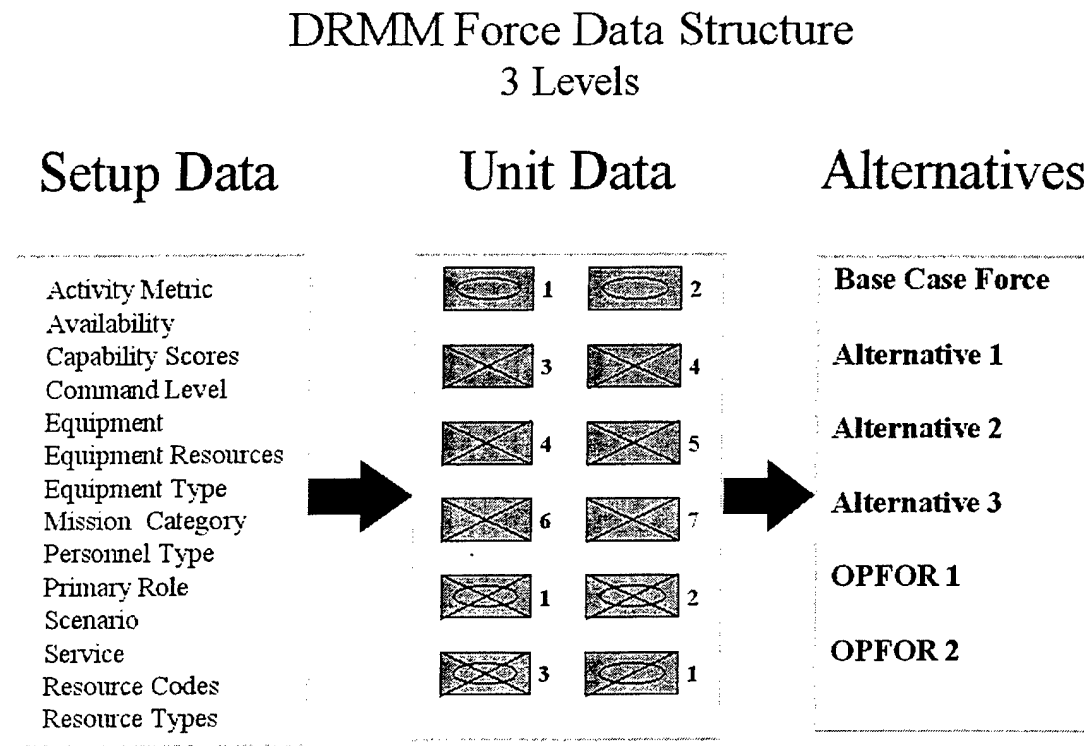 DRMM Force Data Structure
3 Levels
Setup Data
Activity Metric
Availability
Capability Scores
Command Level
Equipment
Equipment Resources
Equipment Type
Mission Category
Personnel Type
Primary Role
Scenario
Service
Resource Codes
Resource Types
Unit Data
1 2
3 4
4 5
6 7
1 2
3 1
Alternatives
Base Case Force
Alternative 1
Alternative 2
Alternative 3
OPFOR 1
OPFOR 2